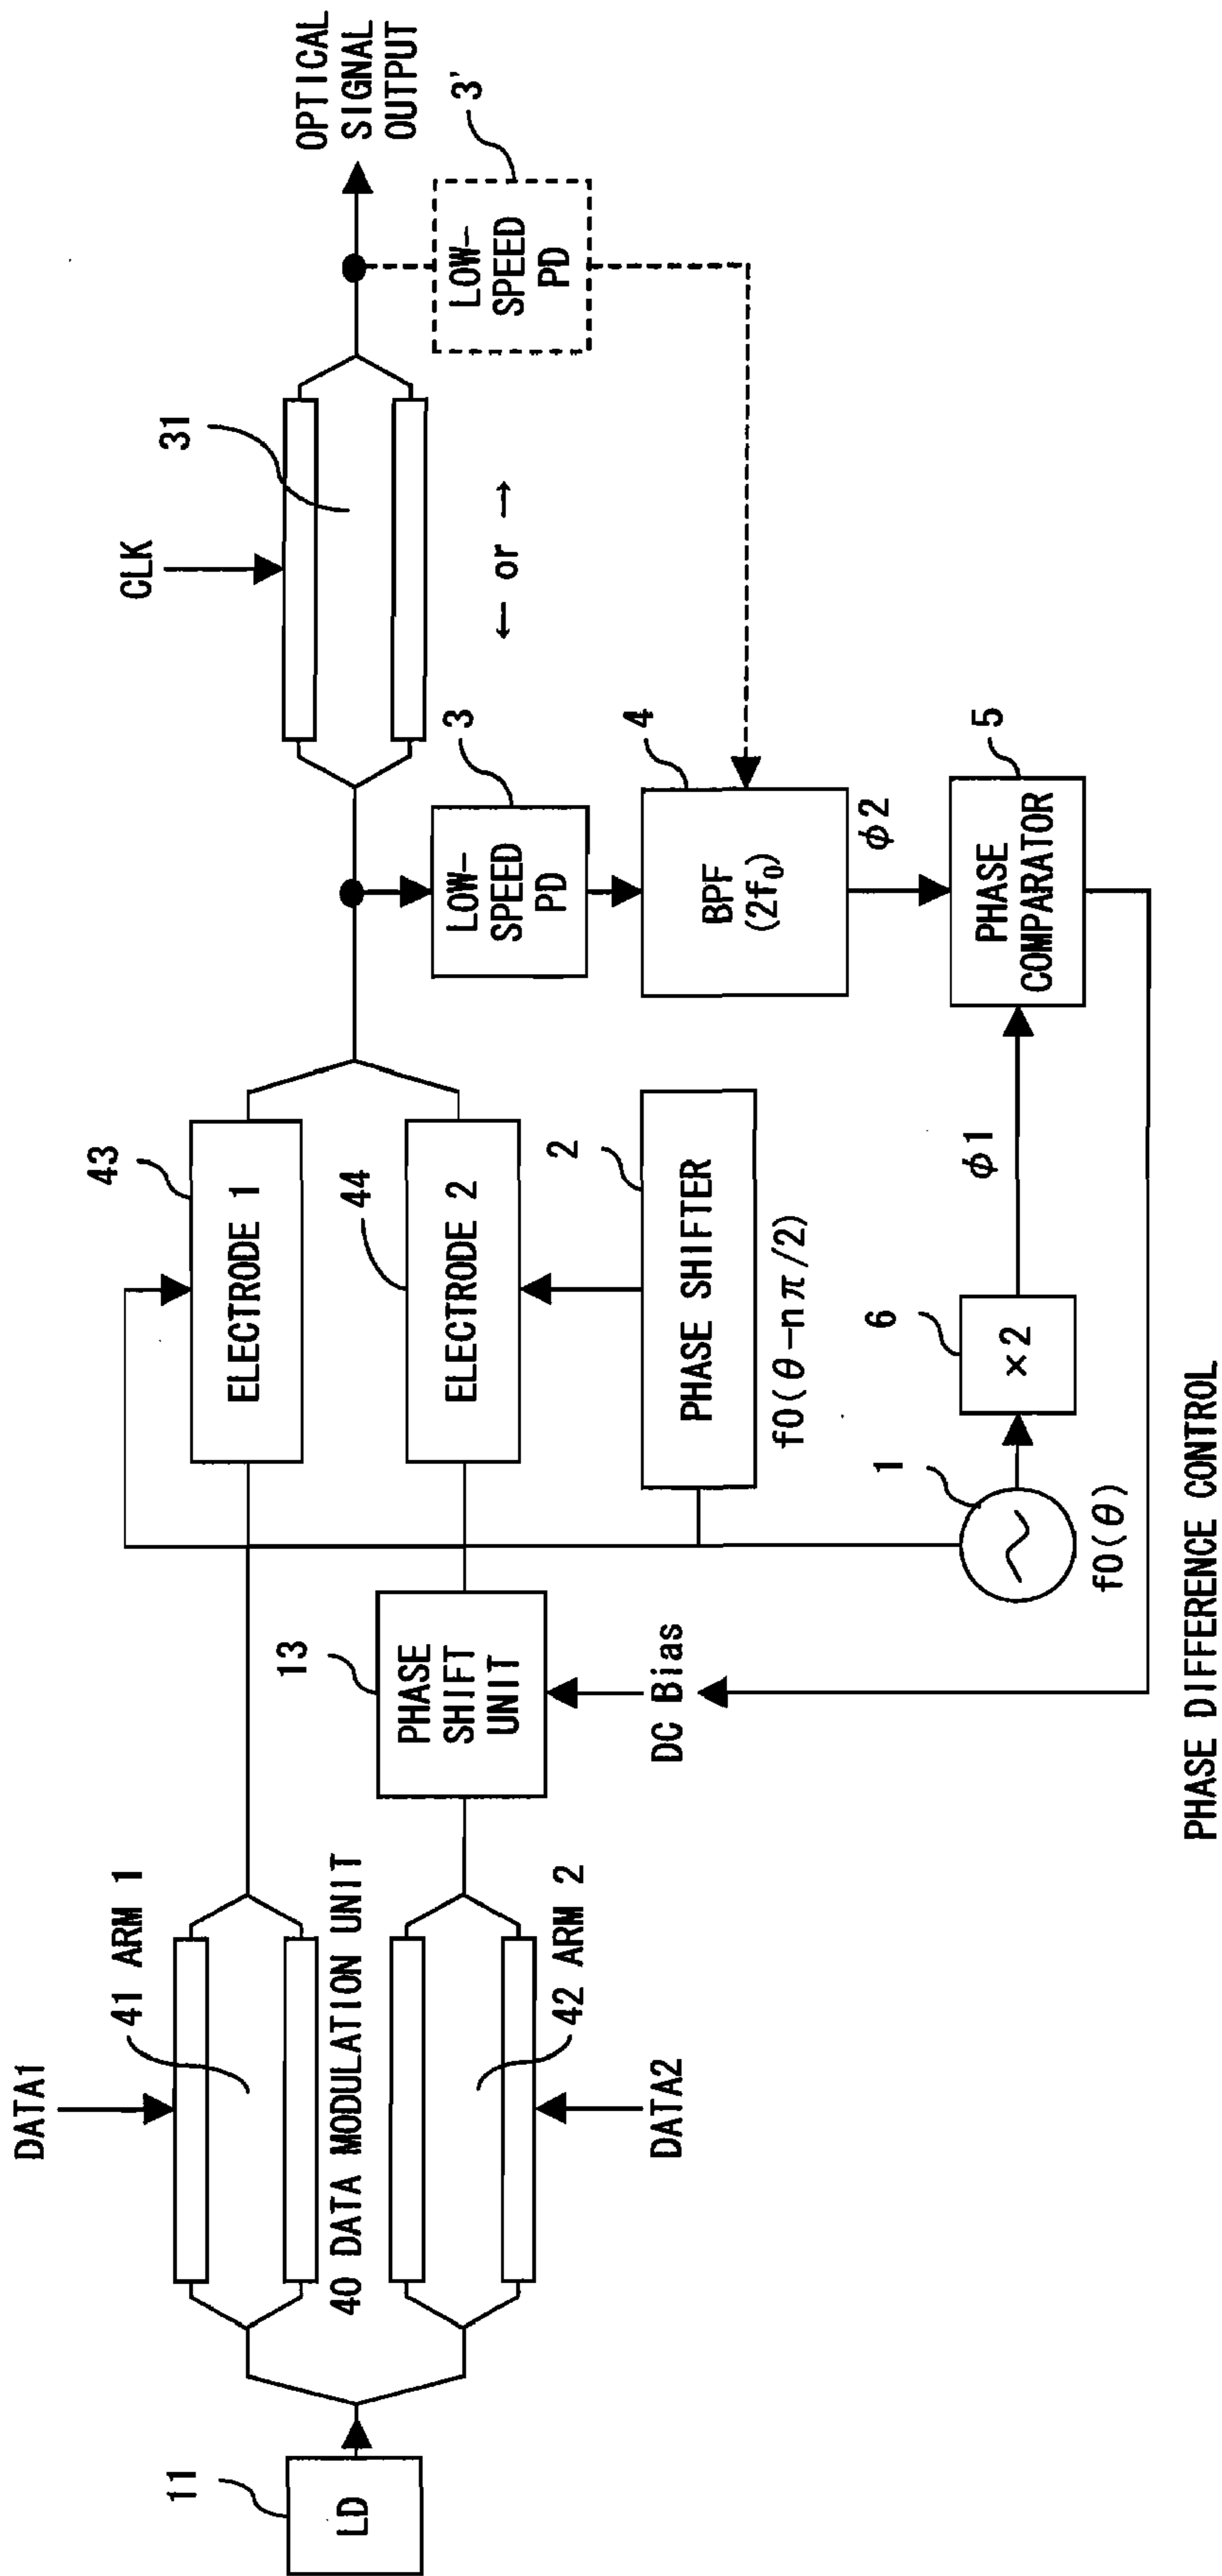 DATA1
41 ARM 1
40 DATA MODULATION UNIT
42 ARM 2
DATA2
11
LD
13
PHASE
SHIFT
UNIT
DC Bias
43
ELECTRODE 1
44
ELECTRODE 2
2
PHASE SHIFTER
f0(θ-nπ/2)
1
f0(θ)
6
×2
ϕ1
CLK
31
OPTICAL
SIGNAL
OUTPUT
3
LOW-
SPEED
PD
← or →
3'
LOW-
SPEED
PD
4
BPF
(2f₀)
ϕ2
5
PHASE
COMPARATOR
PHASE DIFFERENCE CONTROL